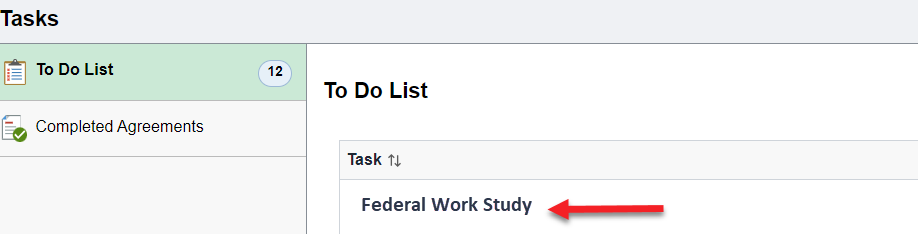 Tasks
To Do List
12
Completed Agreements
To Do List
Task
Federal Work Study